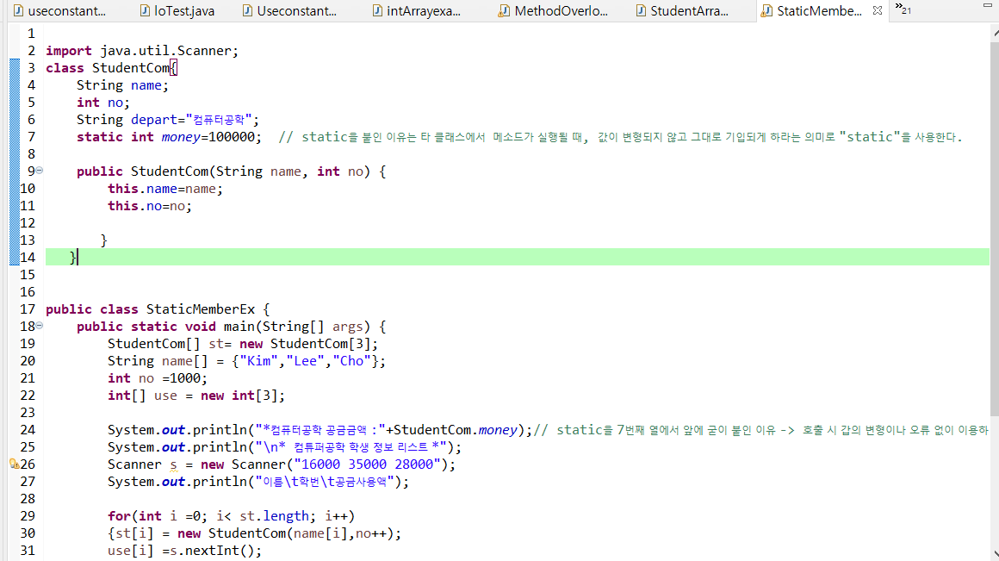 useconstant... IoTest.java Useconstant... intArrayexa... MethodOverlo... StudentArra... StaticMembe... »21
1
2 import java.util.Scanner;
3 class StudentCom{
4 String name;
5 int no;
6 String depart="컴퓨터공학";
7 static int money=100000; // static을 붙인 이유는 타 클래스에서 메소드가 실행될 때, 값이 변형되지 않고 그대로 기입되게 하라는 의미로 "static"을 사용한다.
8
9 public StudentCom(String name, int no) {
10 this.name=name;
11 this.no=no;
12
13 }
14 }
15
16
17 public class StaticMemberEx {
18 public static void main(String[] args) {
19 StudentCom[] st= new StudentCom[3];
20 String name[] = {"Kim","Lee","Cho"};
21 int no =1000;
22 int[] use = new int[3];
23
24 System.out.println("*컴퓨터공학 공금금액 :"+StudentCom.money);// static을 7번째 열에서 앞에 굳이 붙인 이유 -> 호출 시 갑의 변형이나 오류 없이 이용하
25 System.out.println("\n* 컴튜퍼공학 학생 정보 리스트 *");
26 Scanner s = new Scanner("16000 35000 28000");
27 System.out.println("이름\t학번\t공금사용액");
28
29 for(int i =0; i< st.length; i++)
30 {st[i] = new StudentCom(name[i],no++);
31 use[i] =s.nextInt();